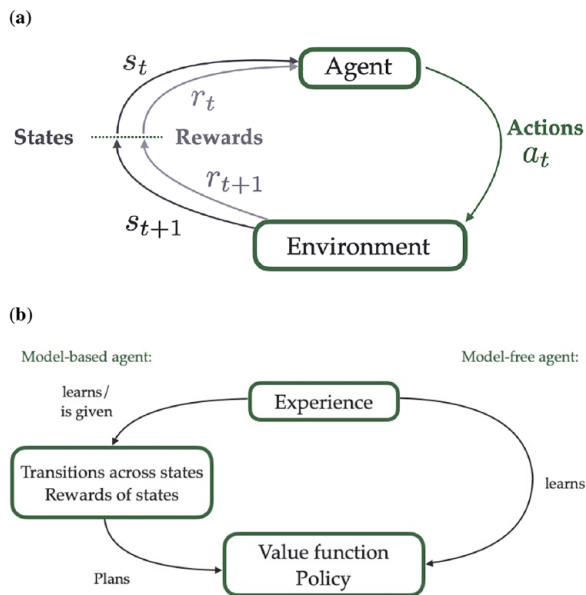 (a)
s_t
Agent
r_t
States
Rewards
Actions
a_t
r_{t+1}
s_{t+1}
Environment
(b)
Model-based agent:
Model-free agent:
learns/
is given
Experience
Transitions across states
Rewards of states
learns
Value function
Policy
Plans